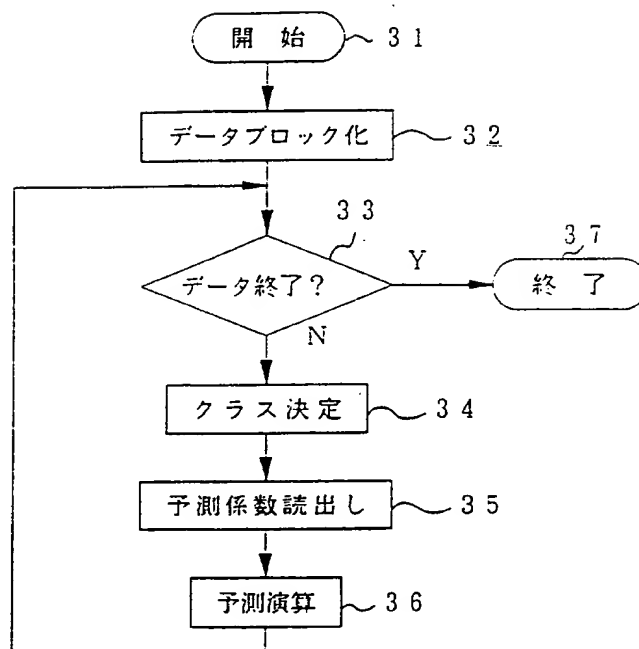 開 始 31
データブロック化 32
33
データ終了?
Y
37
終 了
N
クラス決定 34
予測係数読出し 35
予測演算 36